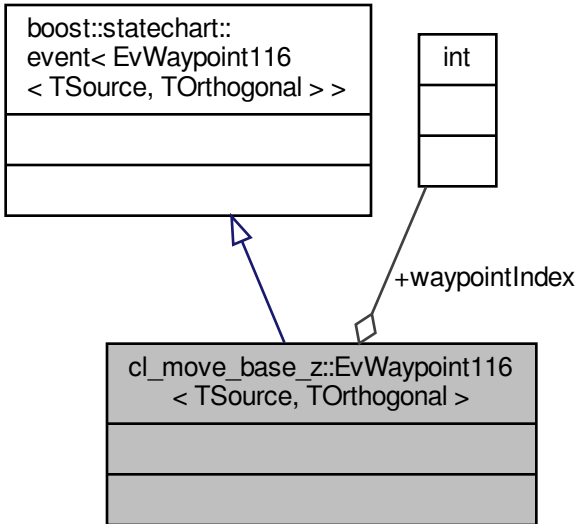 boost::statechart::
event< EvWaypoint116
< TSource, TOrthogonal > >
int
+waypointIndex
cl_move_base_z::EvWaypoint116
< TSource, TOrthogonal >